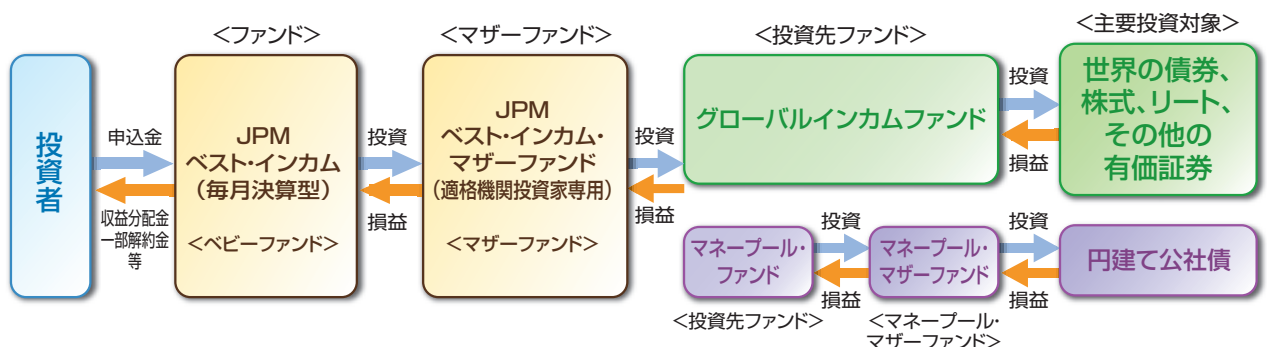 <ファンド>
<マザーファンド>
<投資先ファンド>
<主要投資対象>
投資者
申込金
収益分配金
一部解約金
等
JPM
ベスト・インカム
(毎月決算型)
<ベビーファンド>
投資
損益
JPM
ベスト・インカム・
マザーファンド
(適格機関投資家専用)
<マザーファンド>
投資
損益
グローバルインカムファンド
投資
損益
世界の債券、
株式、リート、
その他の
有価証券
マネープール・
ファンド
<投資先ファンド>
投資
損益
マネープール・
マザーファンド
<マネープール・
マザーファンド>
投資
損益
円建て公社債